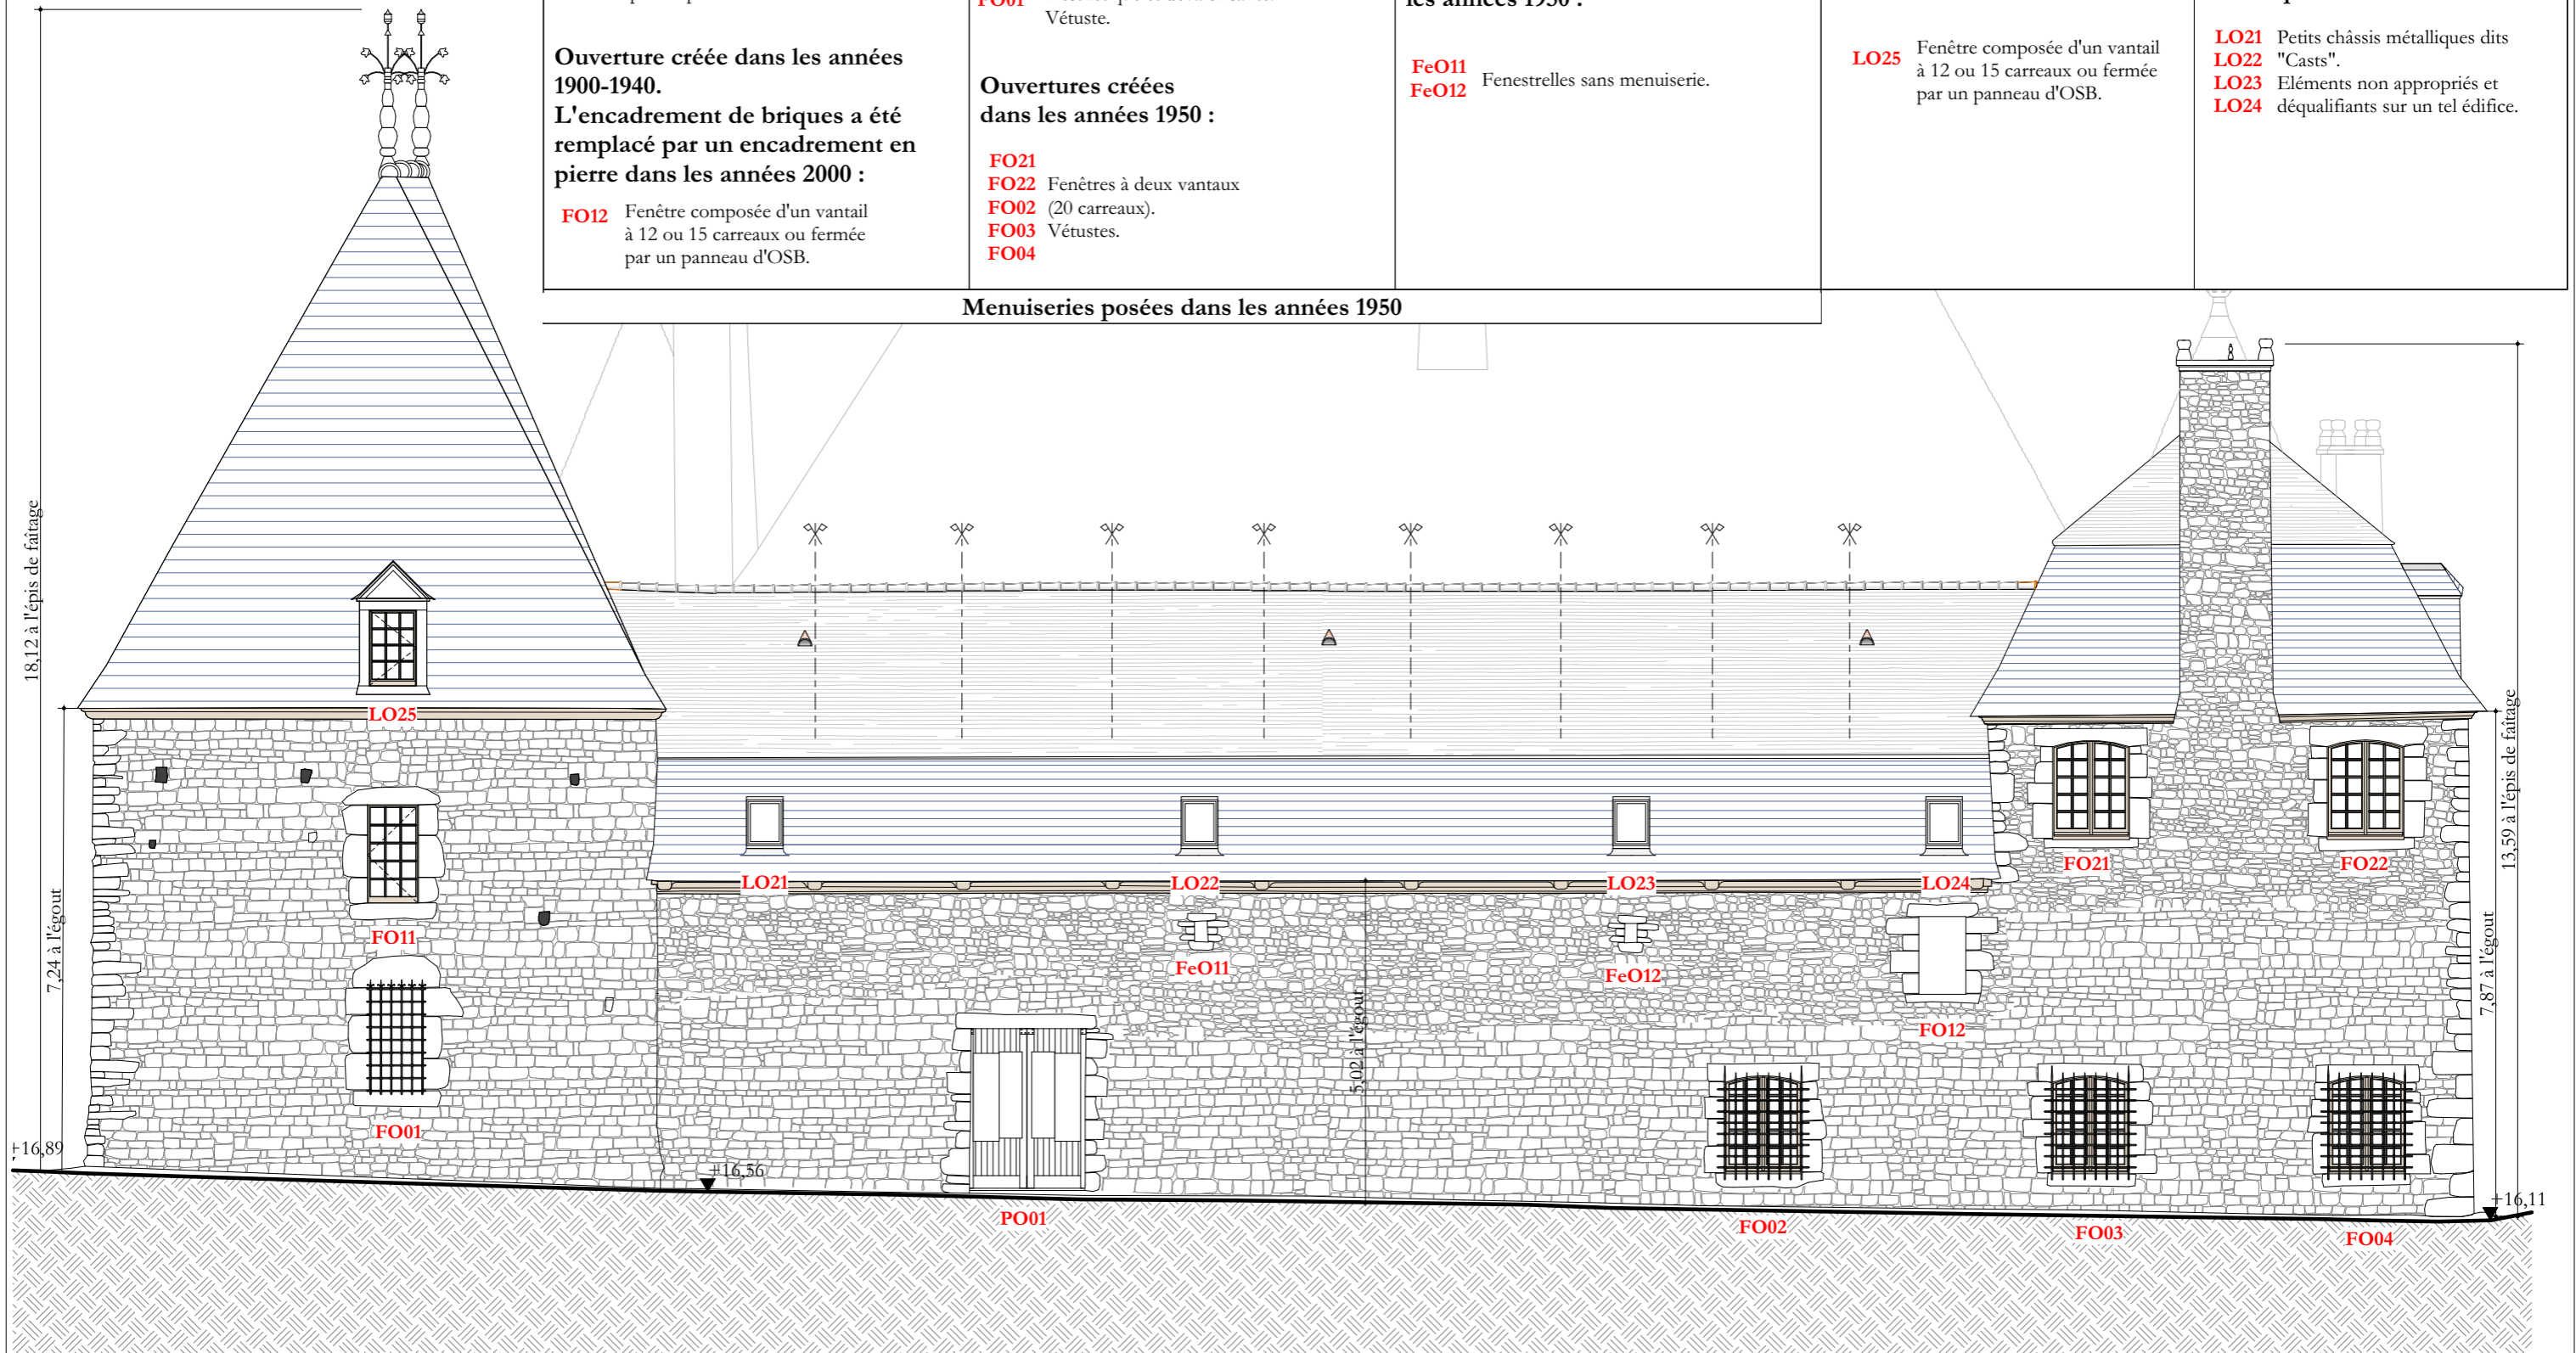 FO01
Vétuste.
Ouverture créée dans les années
1900-1940.
L'encadrement de briques a été
remplacé par un encadrement en
pierre dans les années 2000 :
FO12 Fenêtre composée d'un vantail
à 12 ou 15 carreaux ou fermée
par un panneau d'OSB.
Ouvertures créées
dans les années 1950 :
FO21
FO22 Fenêtres à deux vantaux
FO02 (20 carreaux).
FO03 Vétustes.
FO04
les années 1950 :
FeO11
FeO12 Fenestrelles sans menuiserie.
LO25 Fenêtre composée d'un vantail
à 12 ou 15 carreaux ou fermée
par un panneau d'OSB.
LO21 Petits châssis métalliques dits
LO22 "Casts".
LO23 Eléments non appropriés et
LO24 déqualifiants sur un tel édifice.
Menuiseries posées dans les années 1950
18,12 à l'épis de faîtage
7,24 à l'égout
+16,89
LO25
FO11
FO01
+16,56
LO21
LO22
LO23
LO24
FeO11
FeO12
FO12
5,02 à l'égout
PO01
FO21
FO22
FO02
FO03
FO04
13,59 à l'épis de faîtage
7,87 à l'égout
+16,11